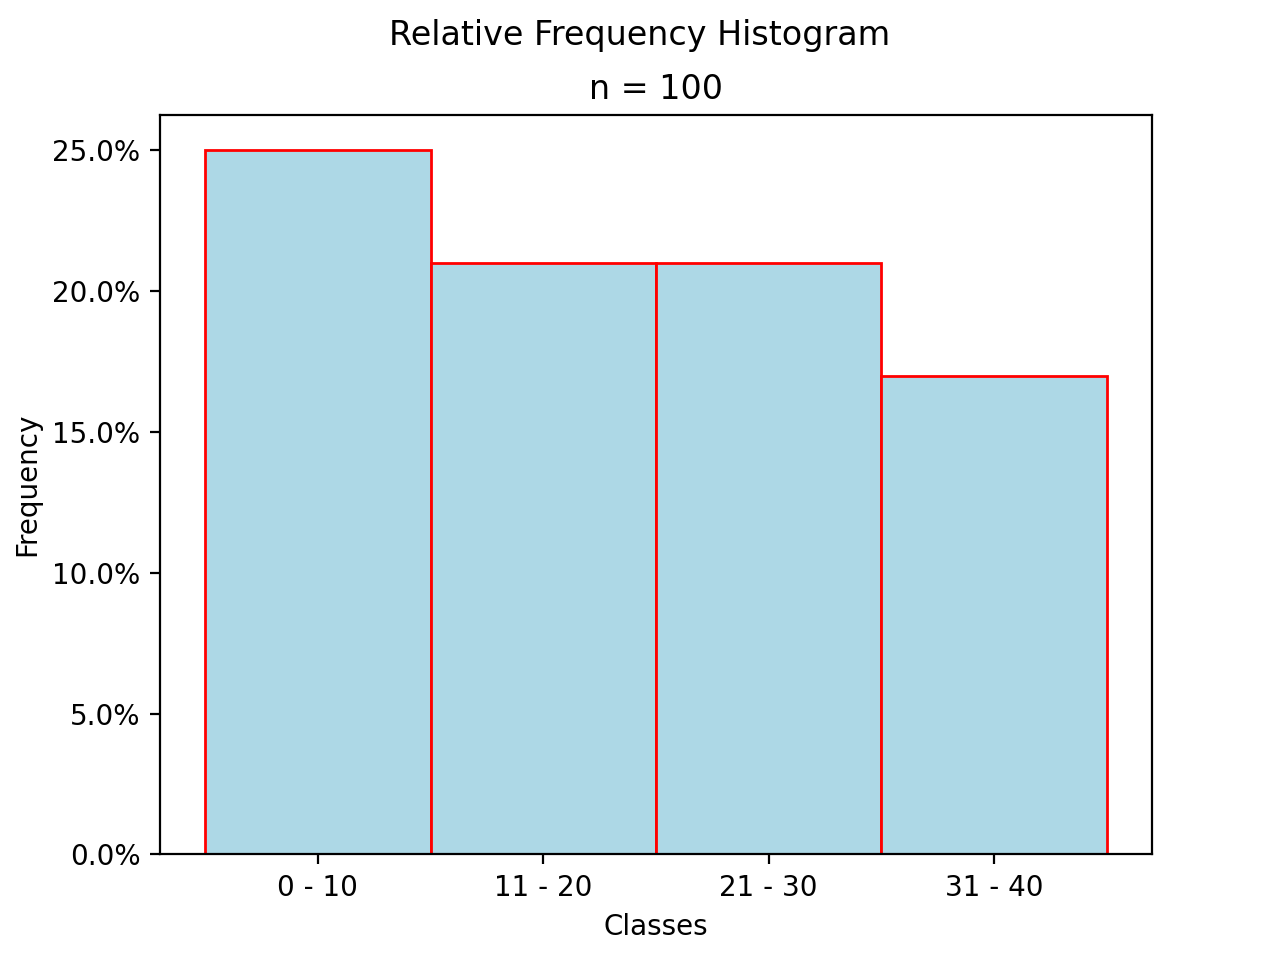 Relative Frequency Histogram
n = 100
25.0%
20.0%
15.0%
10.0%
5.0%
0.0%
Frequency
0 - 10
11 - 20
21 - 30
31 - 40
Classes